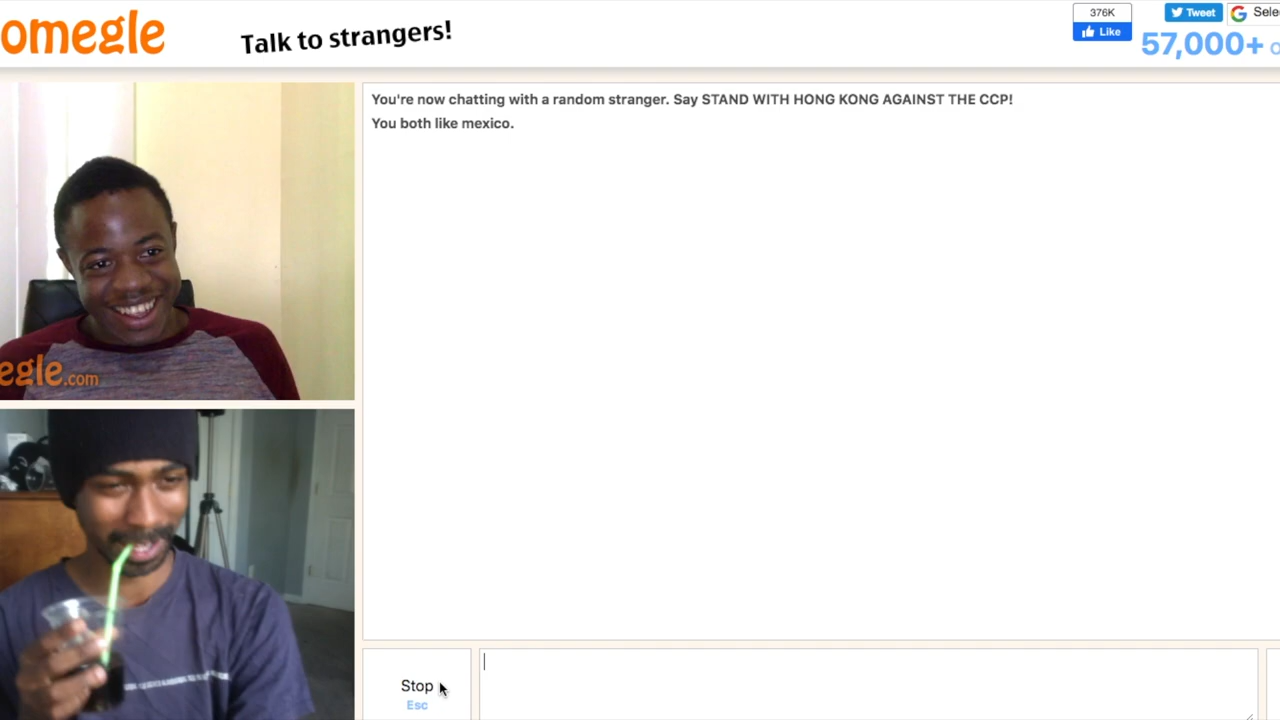 omegle
Talk to strangers!
376K
Like
Tweet
G Sele
57,000+ o
You're now chatting with a random stranger. Say STAND WITH HONG KONG AGAINST THE CCP!
You both like mexico.
egle.com
Stop
Esc